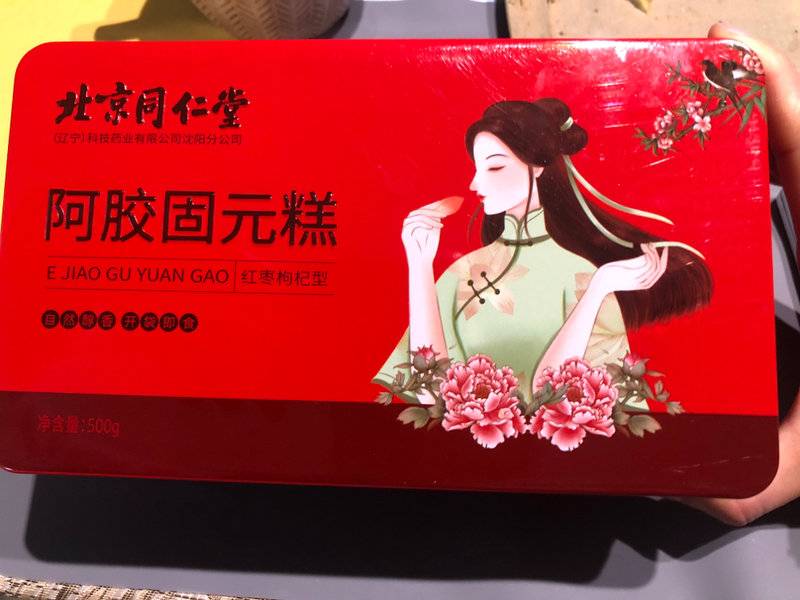 北京同仁堂
(辽宁)科技药业有限公司沈阳分公司
阿胶固元糕
E JIAO GU YUAN GAO 红枣枸杞型
自然醇香 开袋即食
净含量:500g